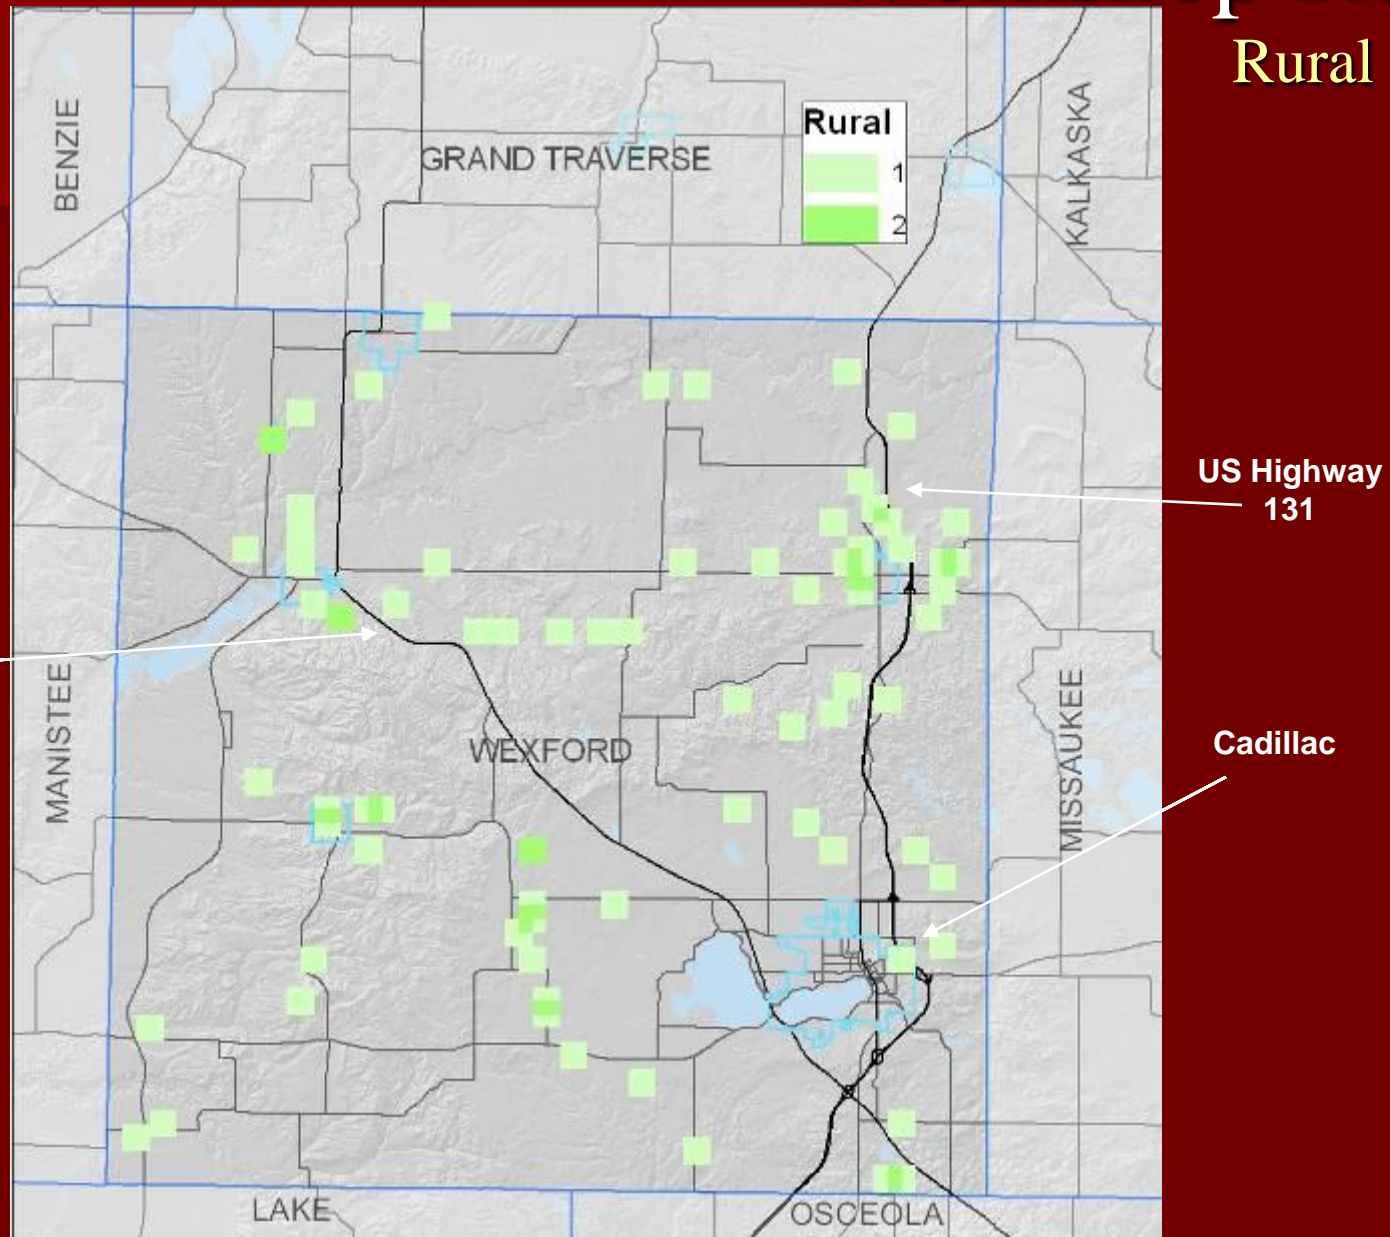 Rural
Rural
1
2
BENZIE
GRAND TRAVERSE
KALKASKA
US Highway
131
MANISTEE
WEXFORD
MISSAUKEE
Cadillac
LAKE
OSCEOLA